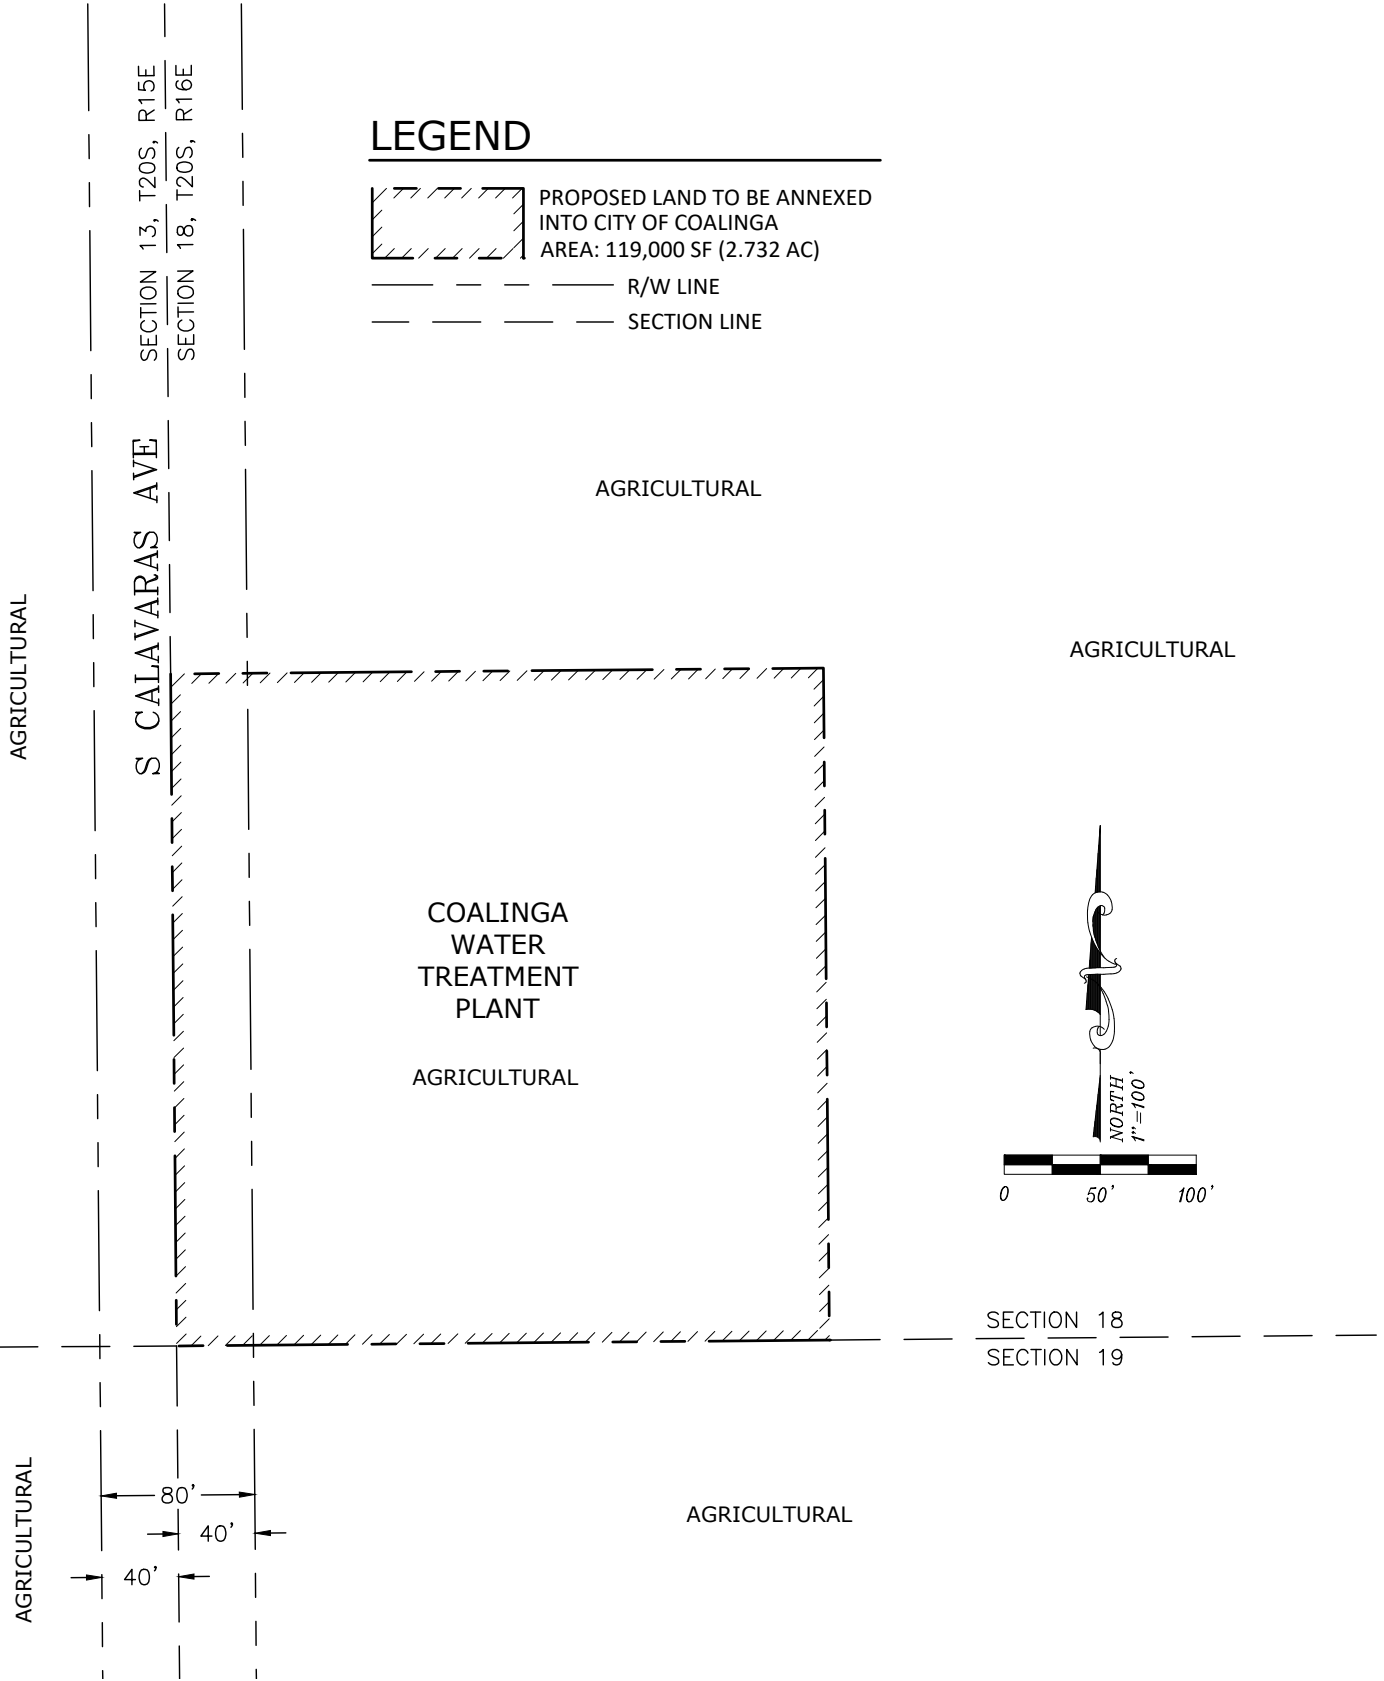 SECTION 13, T20S, R15E
SECTION 18, T20S, R16E
LEGEND
PROPOSED LAND TO BE ANNEXED
INTO CITY OF COALINGA
AREA: 119,000 SF (2.732 AC)
R/W LINE
SECTION LINE
S CALAVARAS AVE
AGRICULTURAL
AGRICULTURAL
AGRICULTURAL
COALINGA
WATER
TREATMENT
PLANT
AGRICULTURAL
NORTH
1"=100'
0 50' 100'
SECTION 18
SECTION 19
80'
40'
40'
AGRICULTURAL
AGRICULTURAL